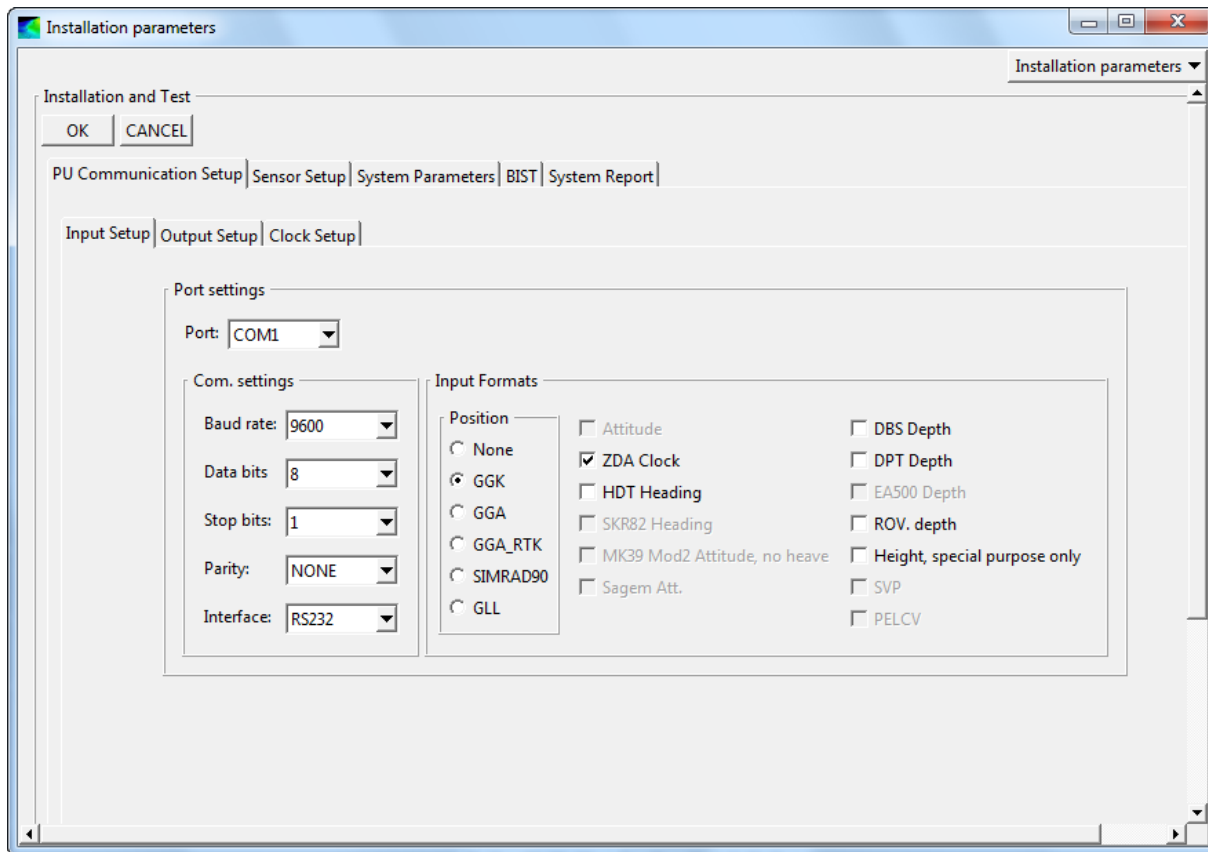 Installation parameters
Installation parameters
Installation and Test
OK CANCEL
PU Communication Setup Sensor Setup System Parameters BIST System Report
Input Setup Output Setup Clock Setup
Port settings
Port: COM1
Com. settings
Baud rate: 9600
Data bits 8
Stop bits: 1
Parity: NONE
Interface: RS232
Input Formats
Position
None
GGK
GGA
GGA_RTK
SIMRAD90
GLL
Attitude
ZDA Clock
HDT Heading
SKR82 Heading
MK39 Mod2 Attitude, no heave
Sagem Att.
DBS Depth
DPT Depth
EA500 Depth
ROV. depth
Height, special purpose only
SVP
PELCV